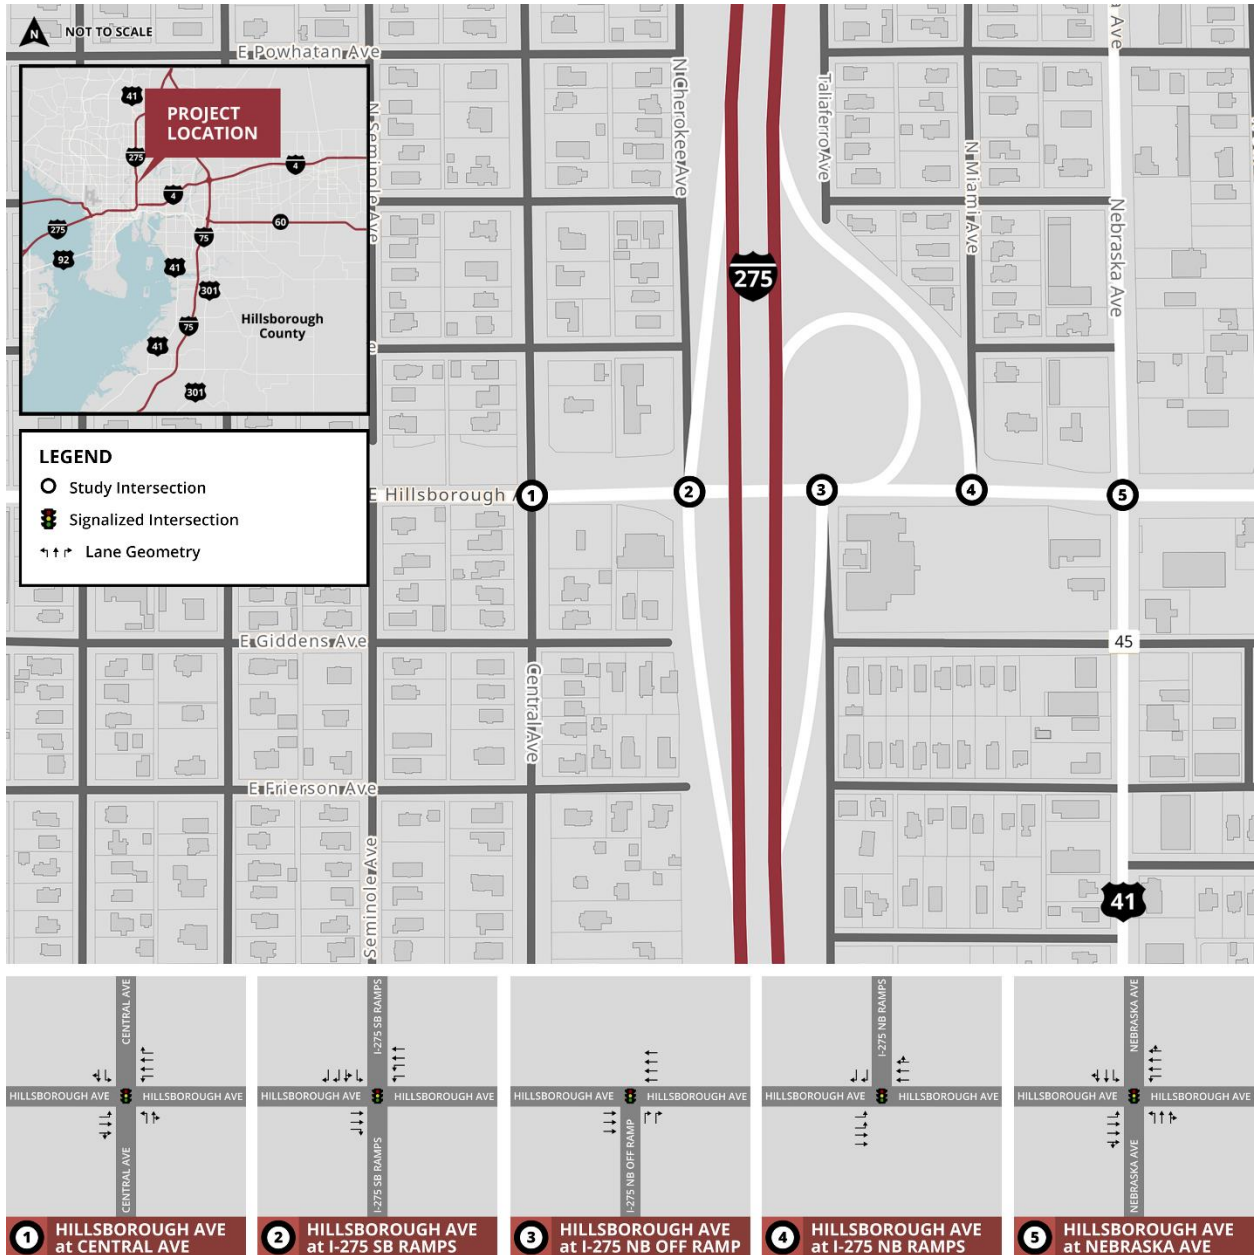 N
NOT TO SCALE
E Powhatan Ave
41
PROJECT
LOCATION
275
4
4
60
275
75
92
41
301
Hillsborough
County
75
41
301
N Seminole Ave
N Cherokee Ave
Taliaferro Ave
N Miami Ave
Nebraska Ave
275
LEGEND
Study Intersection
Signalized Intersection
Lane Geometry
E Hillsborough A
1
2
3
4
5
E Giddens Ave
45
Central Ave
E Frierson Ave
Seminole Ave
41
CENTRAL AVE
HILLSBOROUGH AVE
HILLSBOROUGH AVE
CENTRAL AVE
1
HILLSBOROUGH AVE
at CENTRAL AVE
I-275 SB RAMPS
HILLSBOROUGH AVE
HILLSBOROUGH AVE
I-275 SB RAMPS
2
HILLSBOROUGH AVE
at I-275 SB RAMPS
HILLSBOROUGH AVE
HILLSBOROUGH AVE
I-275 NB OFF RAMP
3
HILLSBOROUGH AVE
at I-275 NB OFF RAMP
I-275 NB RAMPS
HILLSBOROUGH AVE
HILLSBOROUGH AVE
4
HILLSBOROUGH AVE
at I-275 NB RAMPS
NEBRASKA AVE
HILLSBOROUGH AVE
HILLSBOROUGH AVE
NEBRASKA AVE
5
HILLSBOROUGH AVE
at NEBRASKA AVE